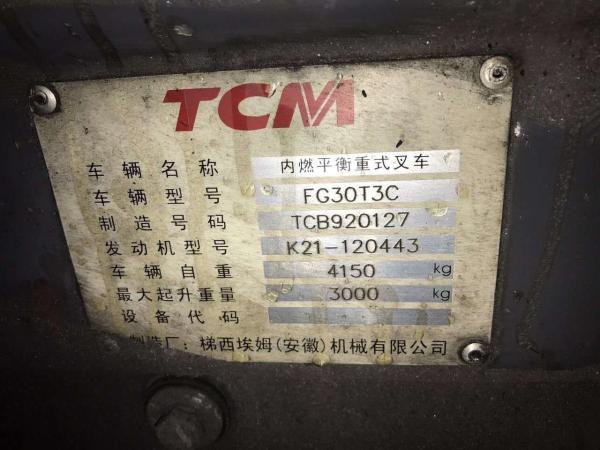 TCM
车辆名称 内燃平衡重式叉车
车辆型号 FG30T3C
制造号码 TCB920127
发动机型号 K21-120443
车辆自重 4150 kg
最大起升重量 3000 kg
设备代码
制造厂：梯西埃姆(安徽)机械有限公司